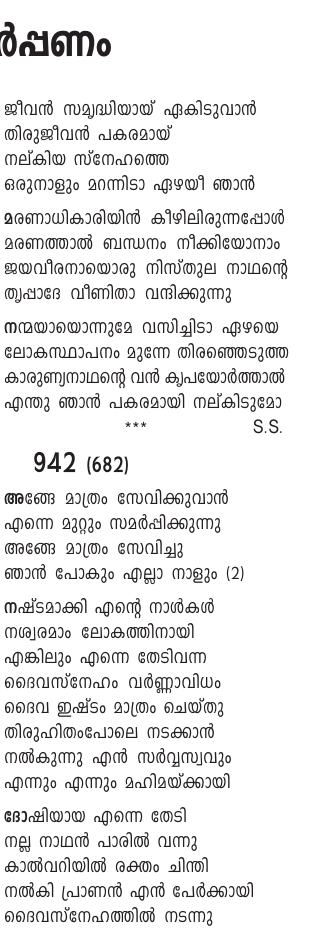 ർപ്പണം
ജീവൻ സമൃദ്ധിയായ് ഏകിടുവാൻ
തിരുജീവൻ പകരമായ്
നല്കിയ സ്നേഹത്തെ
ഒരുനാളും മറന്നിടാ ഏഴയീ ഞാൻ
മരണാധികാരിയിൻ കീഴിലിരുന്നപ്പോൾ
മരണത്താൽ ബന്ധനം നീക്കിയോനാം
ജയവീരനായൊരു നിസ്തുല നാഥന്റെ
തൃപ്പാദേ വീണിതാ വന്ദിക്കുന്നു
നന്മയായൊന്നുമേ വസിച്ചിടാ ഏഴയെ
ലോകസ്ഥാപനം മുന്നേ തിരഞ്ഞെടുത്ത
കാരുണ്യനാഥന്റെ വൻ കൃപയോർത്താൽ
എന്തു ഞാൻ പകരമായി നല്കിടുമോ
*** S.S.
942 (682)
അങ്ങേ മാത്രം സേവിക്കുവാൻ
എന്നെ മുറ്റും സമർപ്പിക്കുന്നു
അങ്ങേ മാത്രം സേവിച്ചു
ഞാൻ പോകും എല്ലാ നാളും (2)
നഷ്ടമാക്കി എന്റെ നാൾകൾ
നശ്വരമാം ലോകത്തിനായി
എങ്കിലും എന്നെ തേടിവന്ന
ദൈവസ്നേഹം വർണ്ണാവിധം
ദൈവ ഇഷ്ടം മാത്രം ചെയ്തു
തിരുഹിതംപോലെ നടക്കാൻ
നൽകുന്നു എൻ സർവ്വസ്വവും
എന്നും എന്നും മഹിമയ്ക്കായി
ദോഷിയായ എന്നെ തേടി
നല്ല നാഥൻ പാരിൽ വന്നു
കാൽവറിയിൽ രക്തം ചിന്തി
നൽകി പ്രാണൻ എൻ പേർക്കായി
ദൈവസ്നേഹത്തിൽ നടന്നു